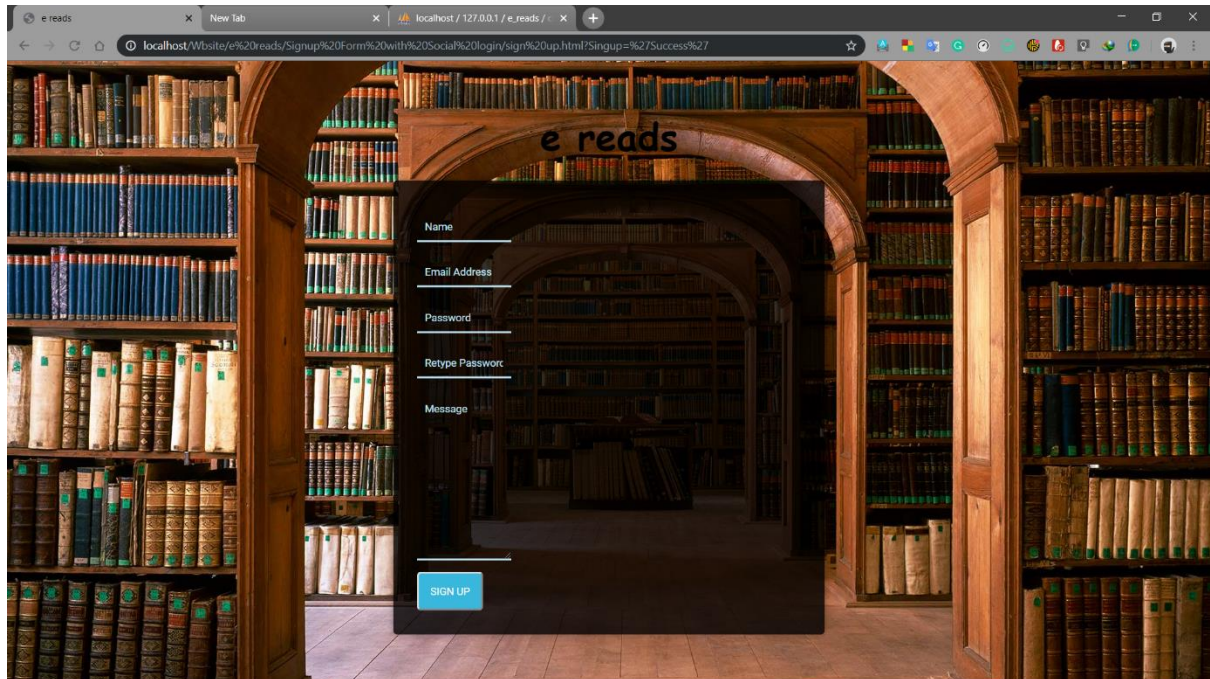 e reads
New Tab
localhost / 127.0.0.1 / e_reads /
localhost/Wbsite/e%20reads/Signup%20Form%20with%20Social%20login/sign%20up.html?Singup=%27Success%27
e reads
Name
Email Address
Password
Retype Password
Message
SIGN UP